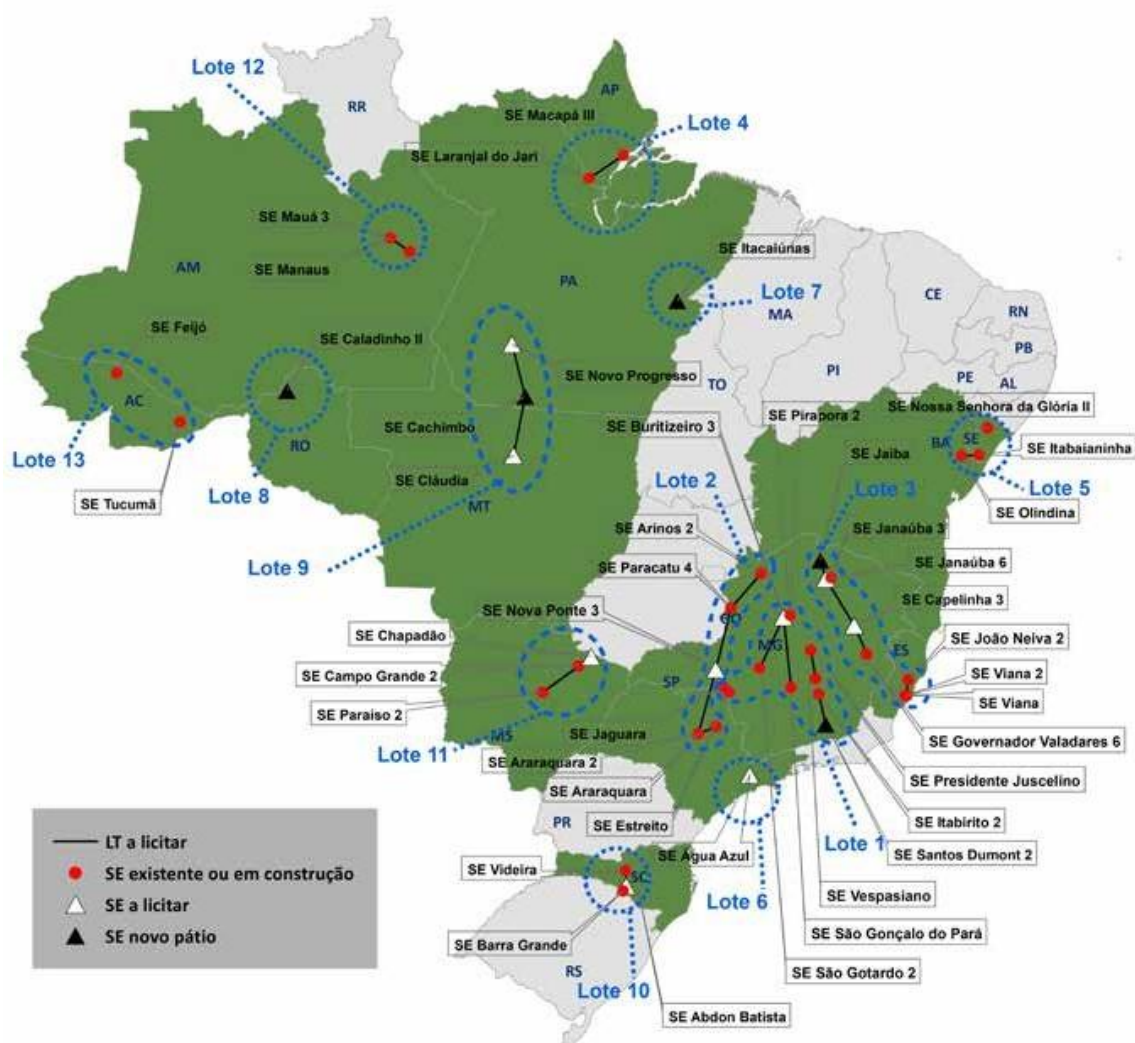 Lote 12
RR
AP
SE Macapá III
Lote 4
SE Laranjal do Jari
SE Mauá 3
SE Itacaiúnas
AM
SE Manaus
PA
Lote 7
CE
MA
RN
SE Feijó
SE Caladinho II
PB
PI
SE Novo Progresso
TO
PE
AL
AC
SE Pirapora 2
SE Nossa Senhora da Glória II
SE Cachimbo
SE Buritizeiro 3
BA
SE
SE Itabaianinha
RO
Lote 13
SE Jaíba
Lote 8
SE Cláudia
Lote 2
Lote 3
Lote 5
SE Tucumã
MT
SE Olindina
SE Arinos 2
SE Janaúba 3
Lote 9
SE Paracatu 4
SE Janaúba 6
SE Nova Ponte 3
SE Capelinha 3
GO
SE Chapadão
MG
ES
SE João Neiva 2
SE Campo Grande 2
SP
SE Viana 2
SE Viana
SE Paraíso 2
MS
SE Jaguara
SE Governador Valadares 6
Lote 11
SE Araraquara 2
SE Presidente Juscelino
SE Araraquara
SE Itabirito 2
PR
SE Estreito
Lote 1
SE Água Azul
SE Santos Dumont 2
LT a licitar
SE Videira
SC
SE existente ou em construção
Lote 6
SE Vespasiano
SE a licitar
SE São Gonçalo do Pará
SE novo pátio
SE Barra Grande
RS
SE São Gotardo 2
Lote 10
SE Abdon Batista